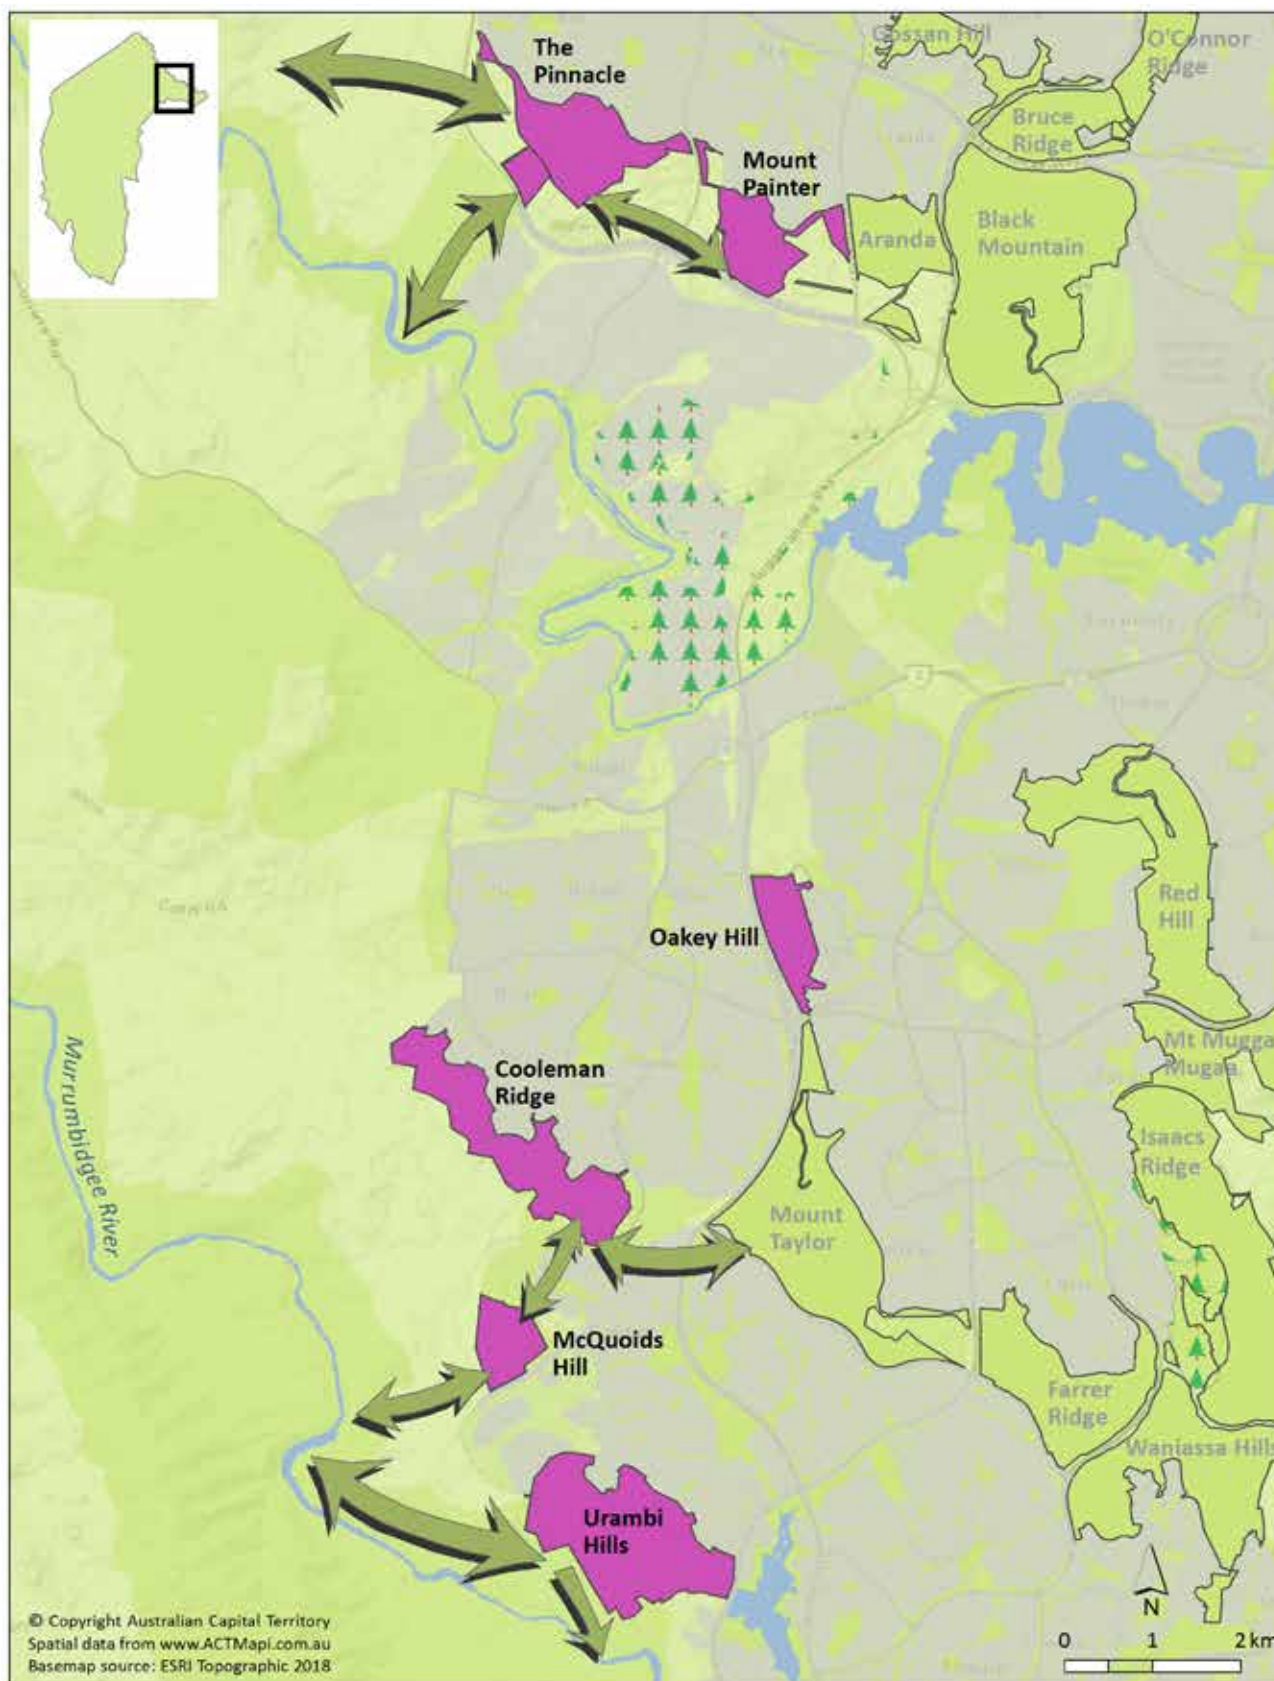 The
Pinnacle
Gossan Hill
O'Connor
Ridge
Bruce
Ridge
Mount
Painter
Black
Mountain
Aranda
Red
Hill
Oakey Hill
Mt Mugga
Mugga
Cooleman
Ridge
Murrumbidgee River
Isaacs
Ridge
Mount
Taylor
McQuoids
Hill
Farrer
Ridge
Waniassa Hills
Urambi
Hills
N
0 1 2 km
© Copyright Australian Capital Territory
Spatial data from www.ACTMapi.com.au
Basemap source: ESRI Topographic 2018